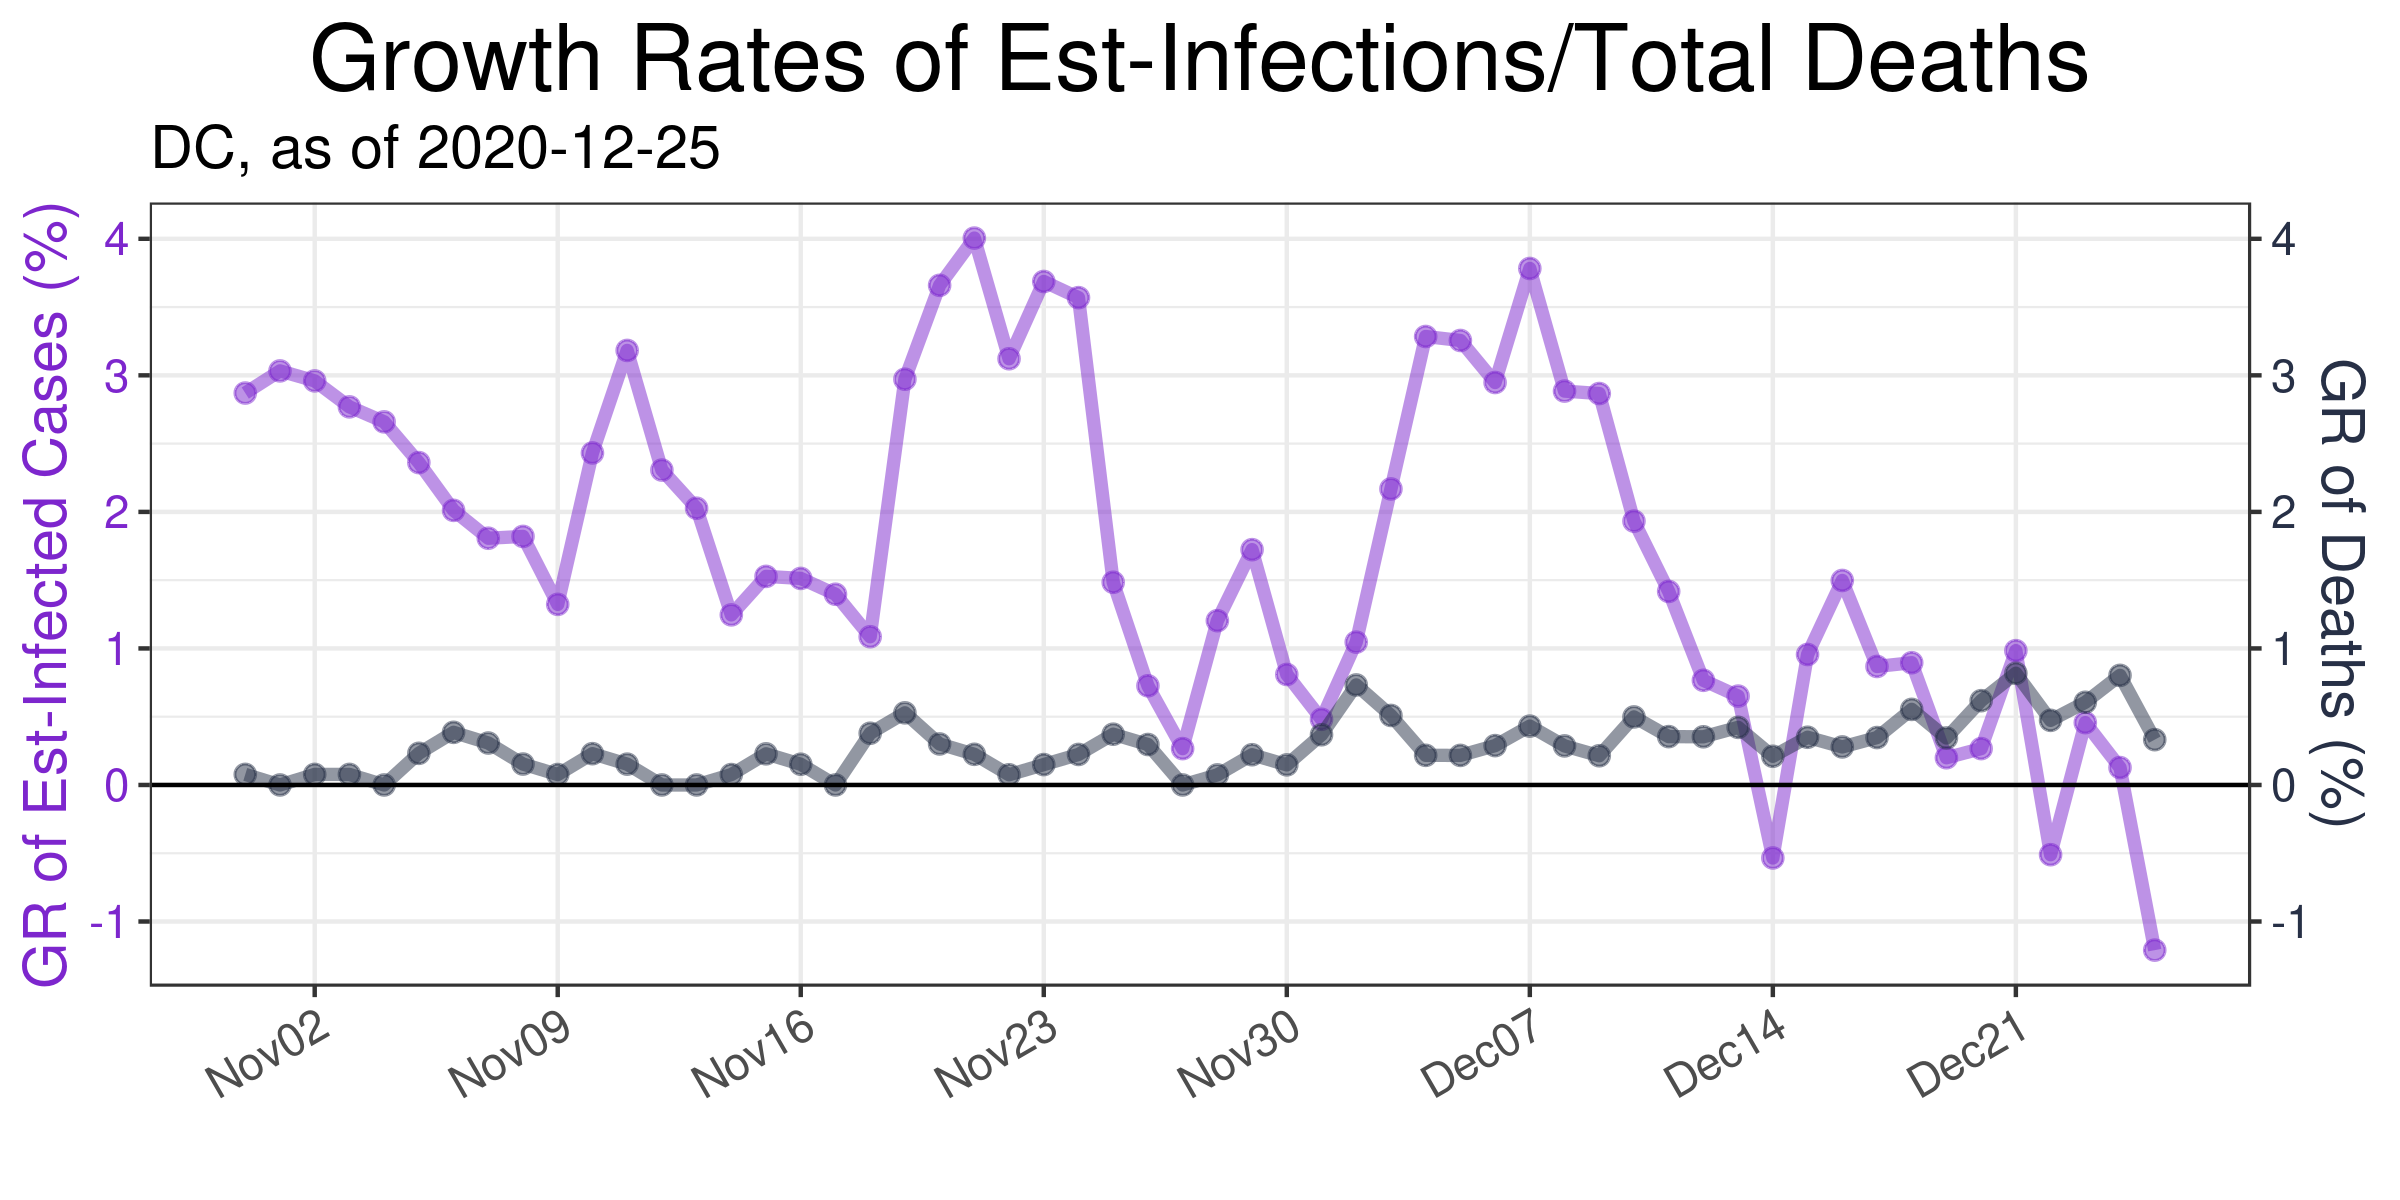 Growth Rates of Est-Infections/Total Deaths
DC, as of 2020-12-25
GR of Est-Infected Cases (%)
4
3
2
1
0
-1
4
3
2
1
0
-1
GR of Deaths (%)
Nov02
Nov09
Nov16
Nov23
Nov30
Dec07
Dec14
Dec21